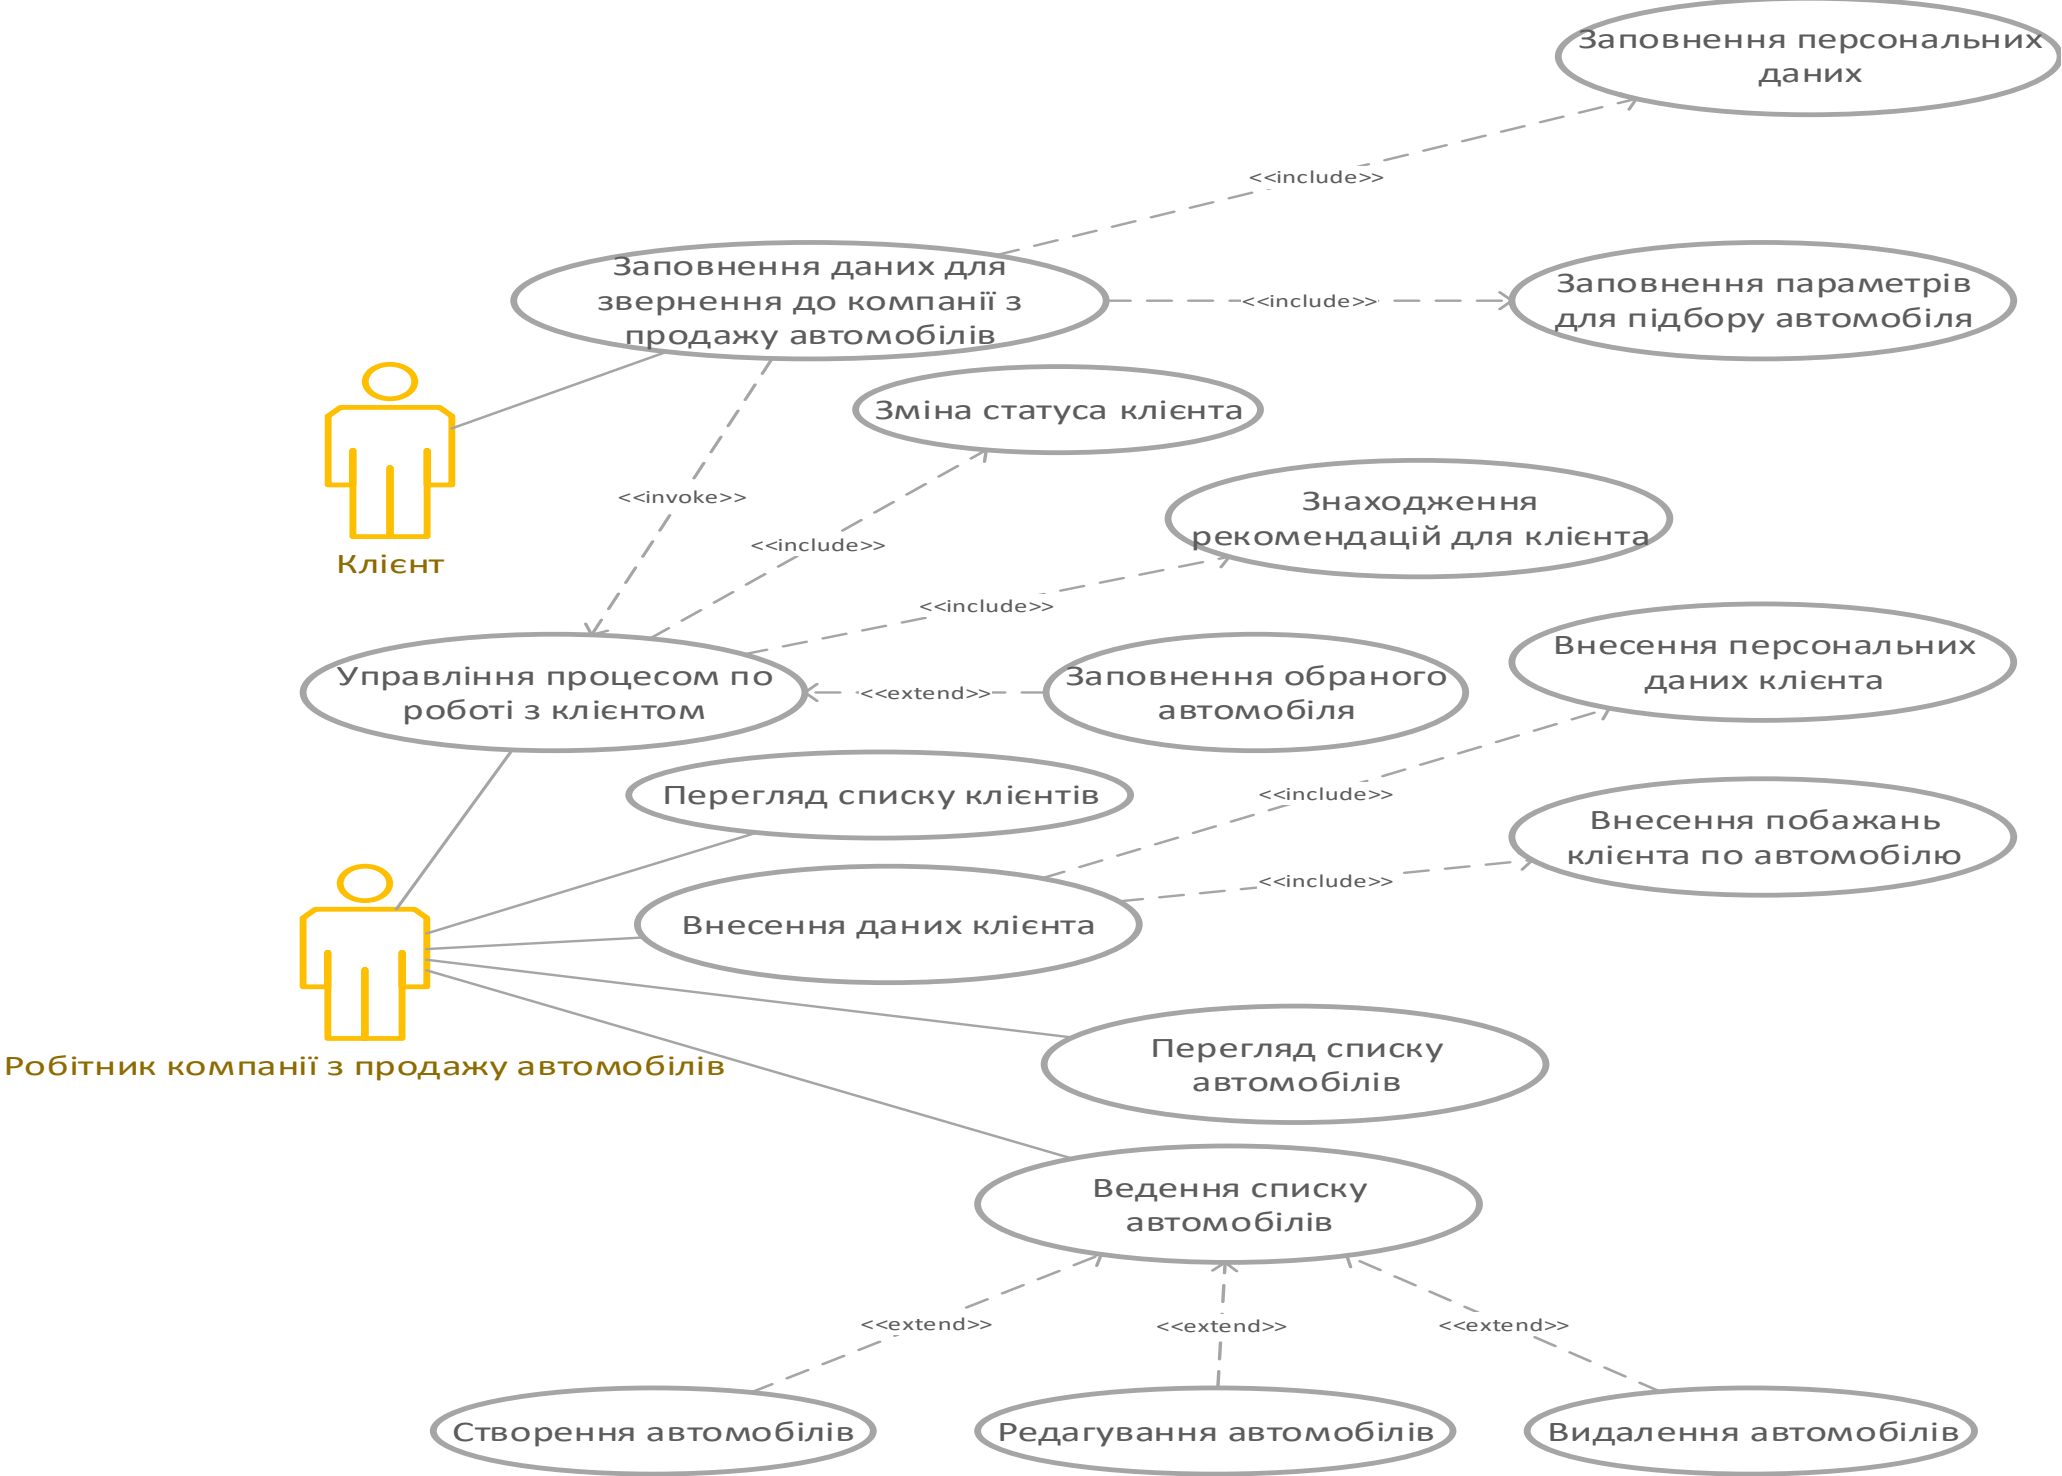 Заповнення персональних
даних
<<include>>
Заповнення даних для
звернення до компанії з
продажу автомобілів
<<include>>
Заповнення параметрів
для підбору автомобіля
Зміна статуса клієнта
<<invoke>>
Знаходження
рекомендацій для клієнта
<<include>>
Клієнт
<<include>>
Управління процесом по
роботі з клієнтом
<<extend>>
Заповнення обраного
автомобіля
Внесення персональних
даних клієнта
Перегляд списку клієнтів
<<include>>
Внесення побажань
клієнта по автомобілю
<<include>>
Внесення даних клієнта
Робітник компанії з продажу автомобілів
Перегляд списку
автомобілів
Ведення списку
автомобілів
<<extend>>
<<extend>>
<<extend>>
Створення автомобілів
Редагування автомобілів
Видалення автомобілів